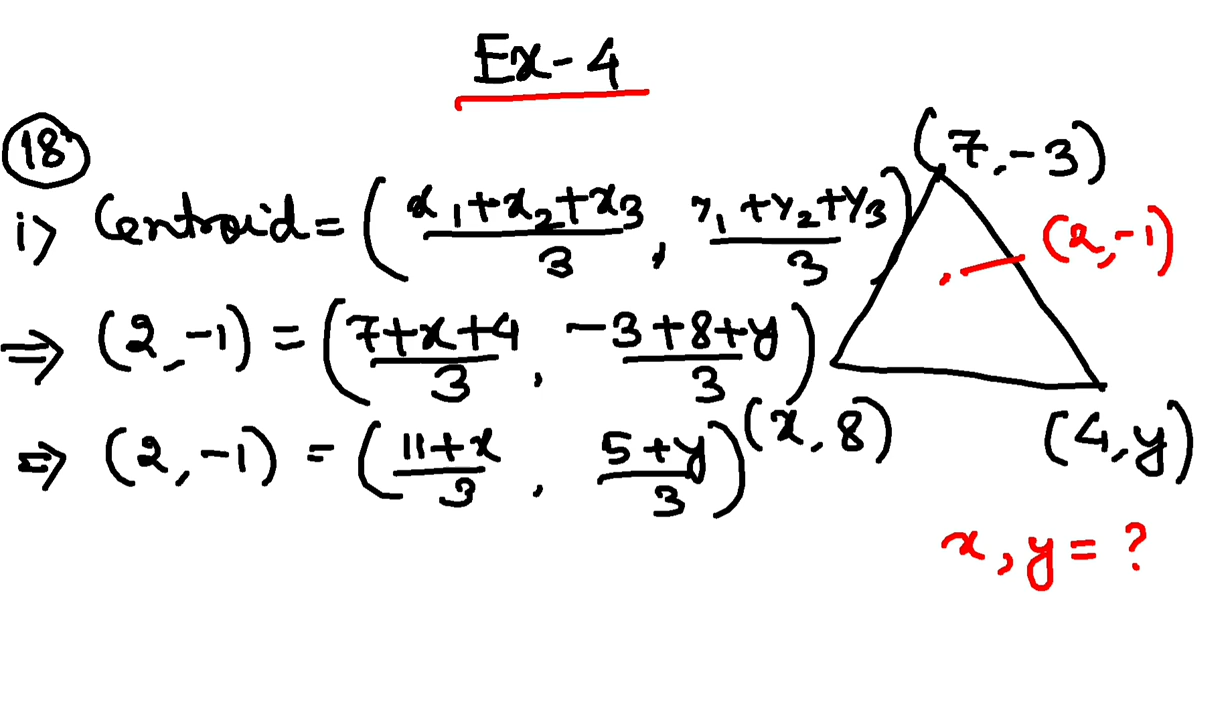 Ex-4
18
(7,-3)
i) Centroid = (x1+x2+x3/3, y1+y2+y3/3)
(2,-1)
⇒ (2,-1) = (7+x+4/3, -3+8+y/3)
⇒ (2,-1) = (11+x/3, 5+y/3)
(x,8) (4,y)
x, y = ?